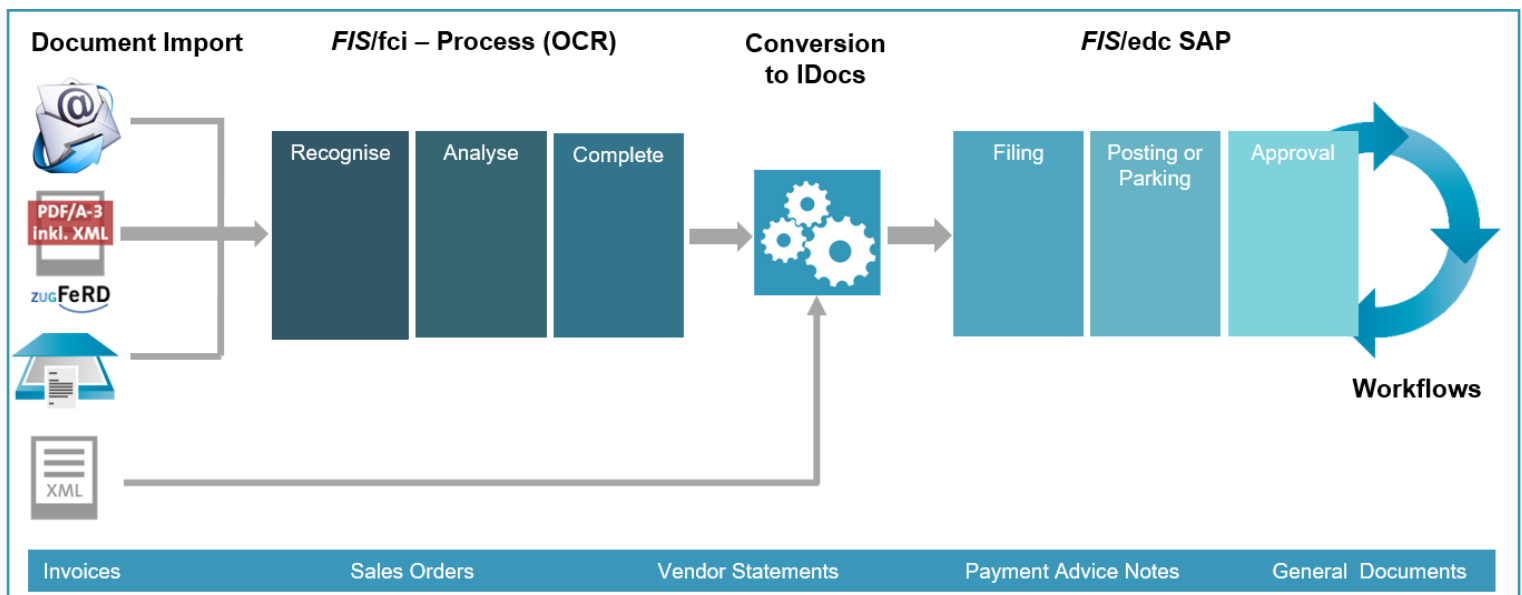 Document Import
FIS/fci – Process (OCR)
Conversion
to IDocs
FIS/edc SAP
@
PDF/A-3
inkl. XML
ZUGFeRD
XML
Recognise
Analyse
Complete
Filing
Posting or
Parking
Approval
Workflows
Invoices
Sales Orders
Vendor Statements
Payment Advice Notes
General Documents